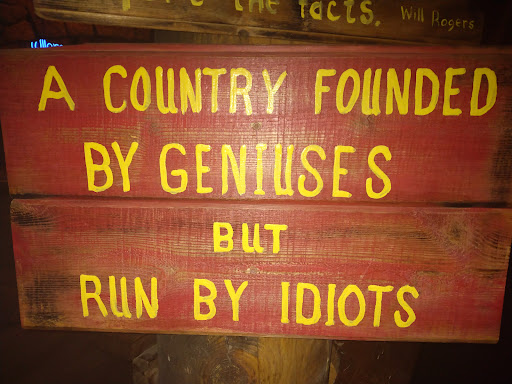 the facts. Will Rogers
A COUNTRY FOUNDED
BY GENIUSES
BUT
RUN BY IDIOTS